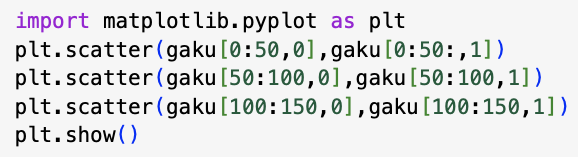 import matplotlib.pyplot as plt
plt.scatter(gaku[0:50,0],gaku[0:50:,1])
plt.scatter(gaku[50:100,0],gaku[50:100,1])
plt.scatter(gaku[100:150,0],gaku[100:150,1])
plt.show()